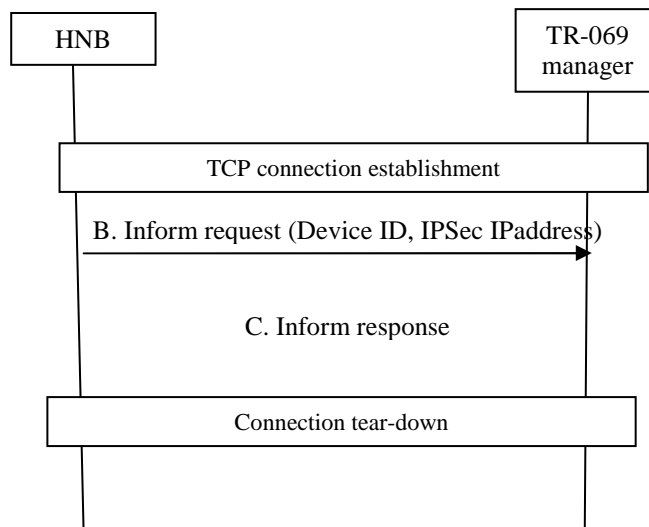 HNB
TR-069
manager
TCP connection establishment
B. Inform request (Device ID, IPSec IPaddress)
C. Inform response
Connection tear-down